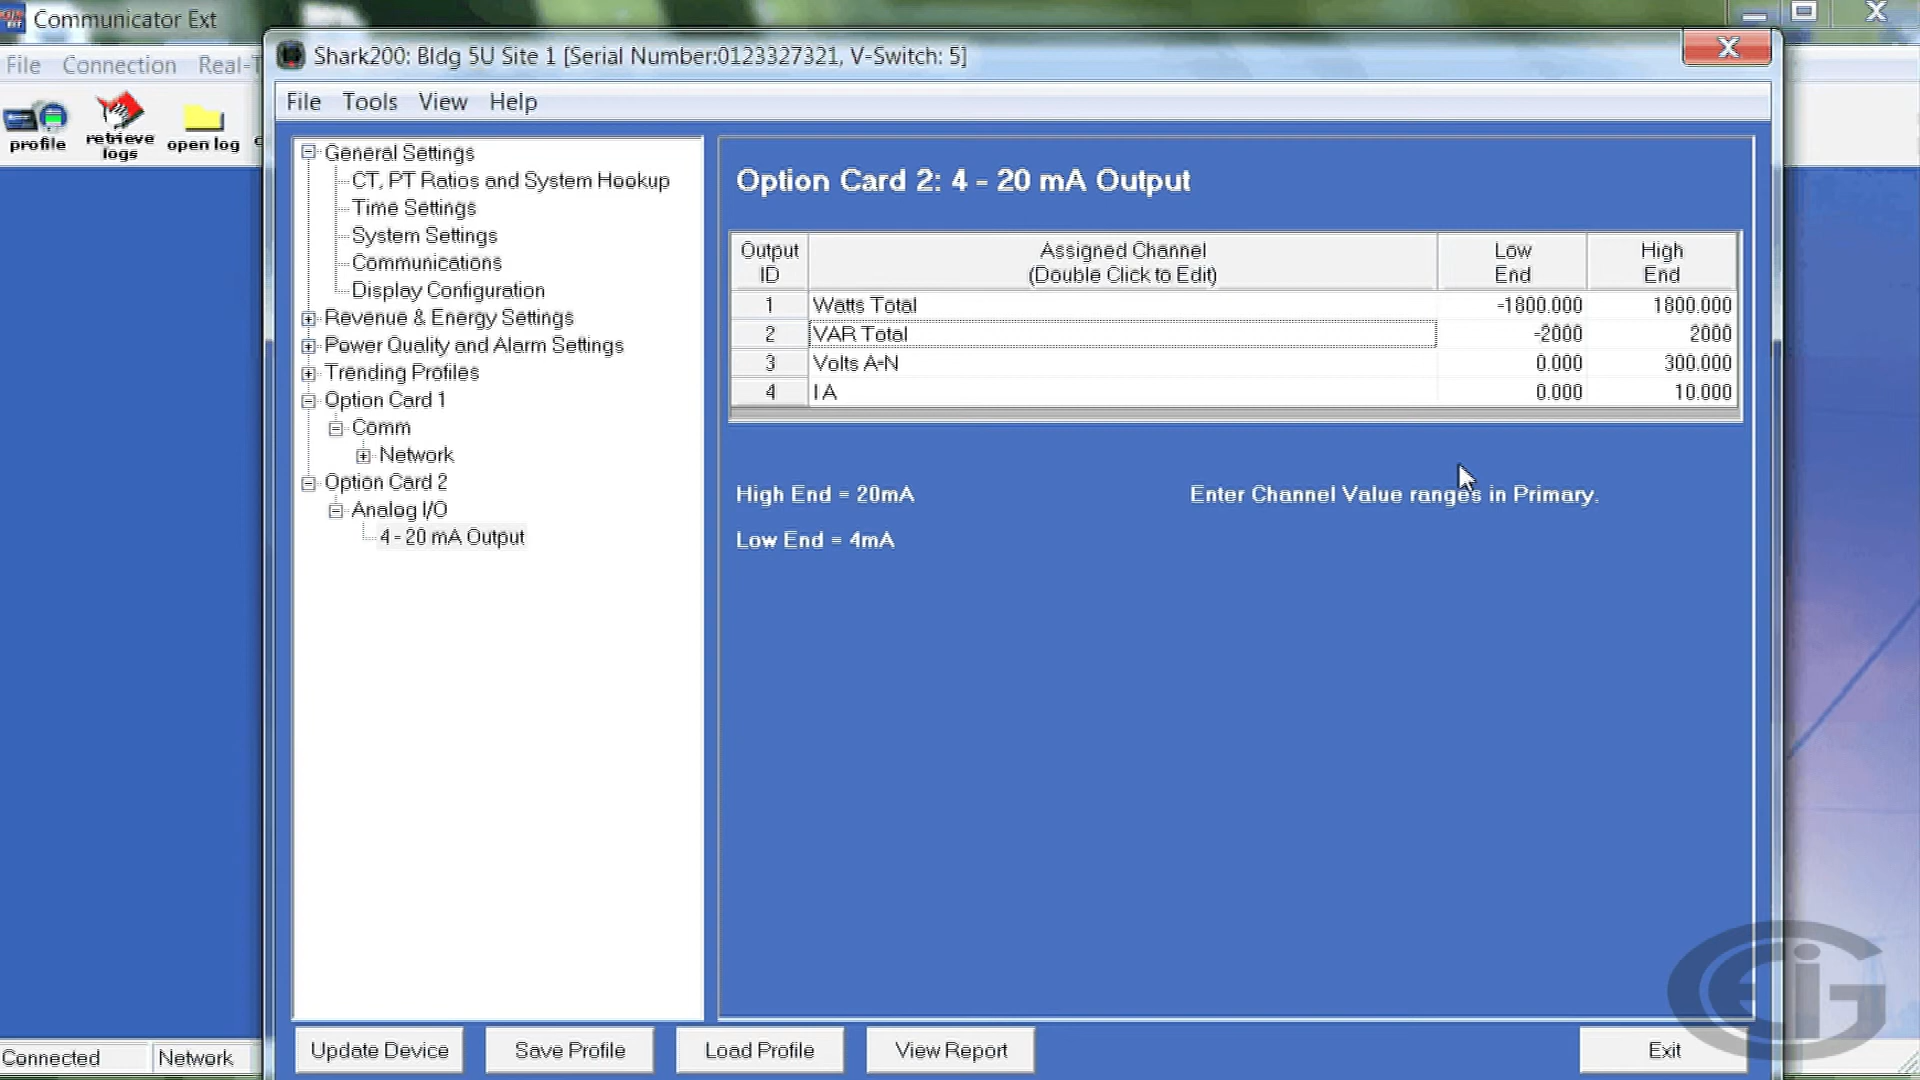 Communicator Ext
File Connection Real-T
profile
retrieve
logs
open log
Shark200: Bldg 5U Site 1 [Serial Number:0123327321, V-Switch: 5]
File Tools View Help
General Settings
CT, PT Ratios and System Hookup
Time Settings
System Settings
Communications
Display Configuration
Revenue & Energy Settings
Power Quality and Alarm Settings
Trending Profiles
Option Card 1
Comm
Network
Option Card 2
Analog I/O
4 - 20 mA Output
Option Card 2: 4 - 20 mA Output
Output ID Assigned Channel (Double Click to Edit) Low End High End
1 Watts Total -1800.000 1800.000
2 VAR Total -2000 2000
3 Volts A-N 0.000 300.000
4 I A 0.000 10.000
High End = 20mA Enter Channel Value ranges in Primary.
Low End = 4mA
Update Device Save Profile Load Profile View Report Exit
Connected Network
EiG